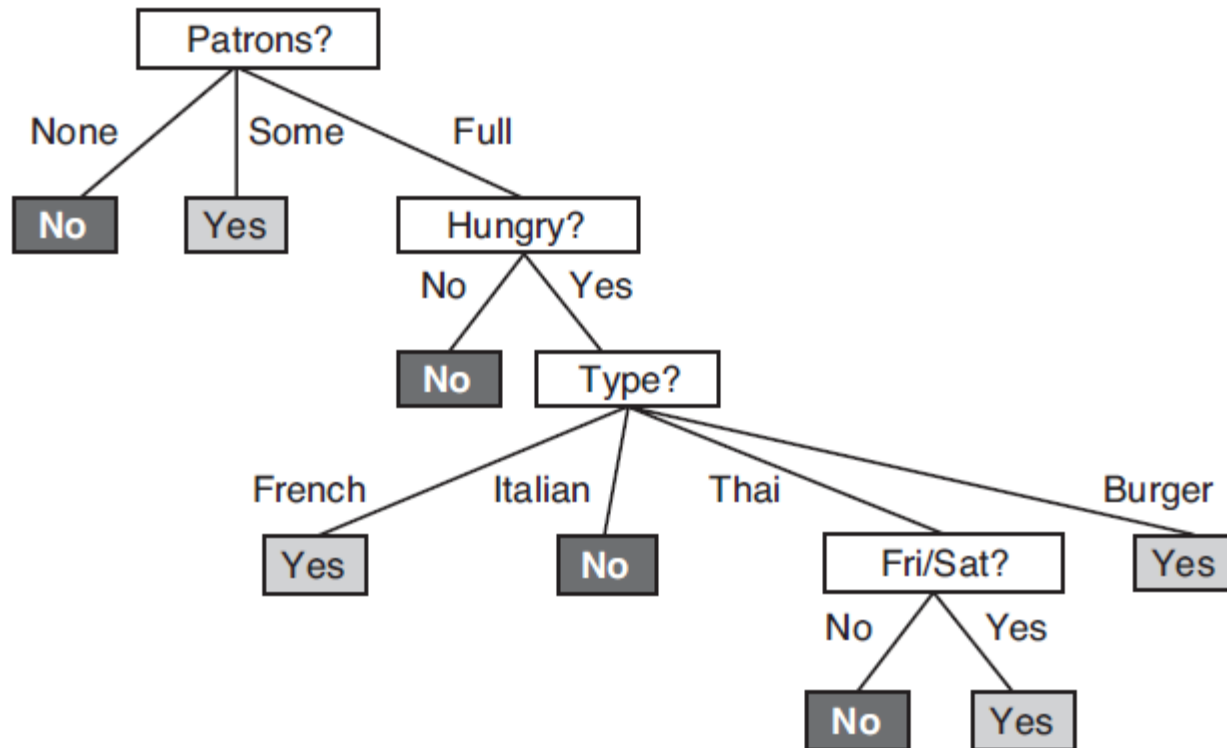 Patrons?
None Some Full
No Yes Hungry?
No Yes
No Type?
French Italian Thai Burger
Yes No Fri/Sat? Yes
No Yes
No Yes